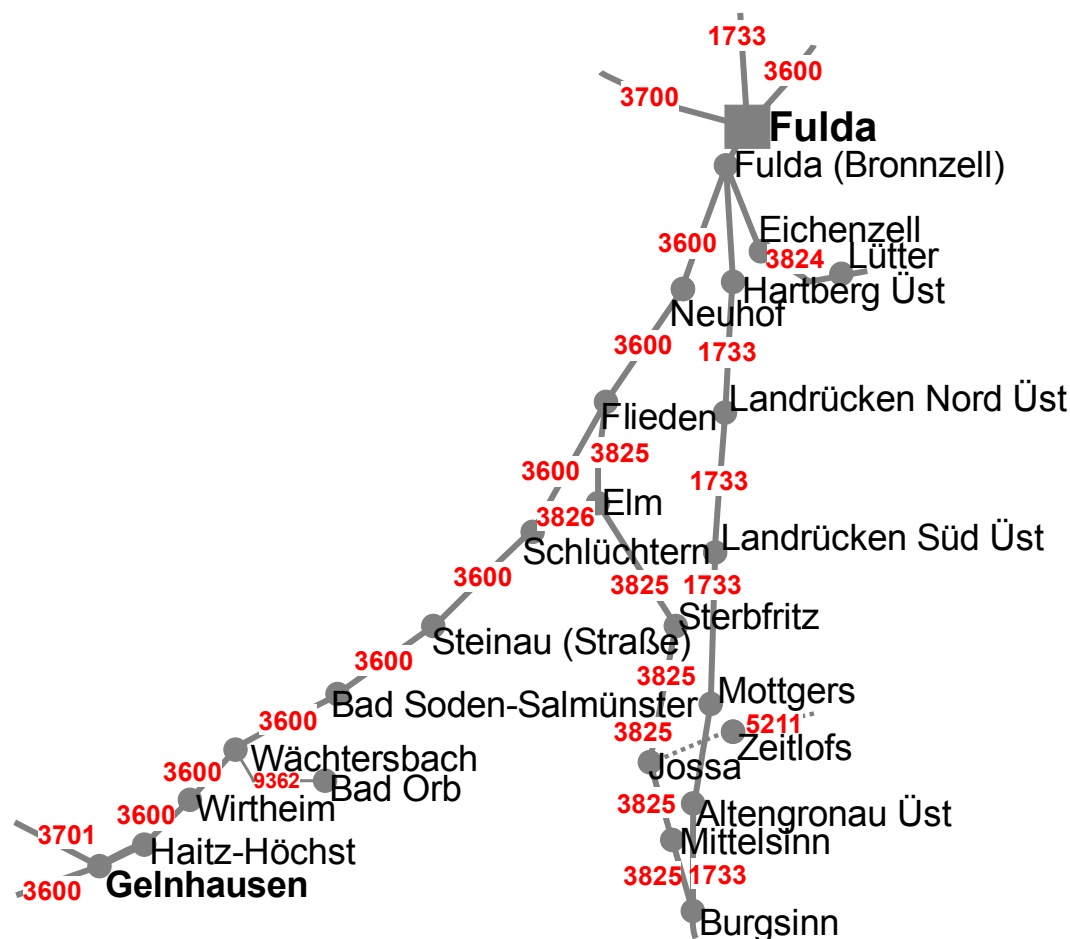 1733
3600
3700
Fulda
Fulda (Bronnzell)
Eichenzell
3600
3824
Lütter
Hartberg Üst
Neuhof
3600
1733
Landrücken Nord Üst
Flieden
3825
3600
1733
Elm
3826
Landrücken Süd Üst
Schlüchtern
3600
3825
1733
Sterbfritz
Steinau (Straße)
3600
3825
Mottgers
Bad Soden-Salmünster
3600
3825
5211
Zeitlofs
Wächtersbach
Jossa
3600
9362
Bad Orb
Wirtheim
3825
Altengronau Üst
3600
3701
Mittelsinn
Haitz-Höchst
3825
1733
Gelnhausen
3600
Burgsinn